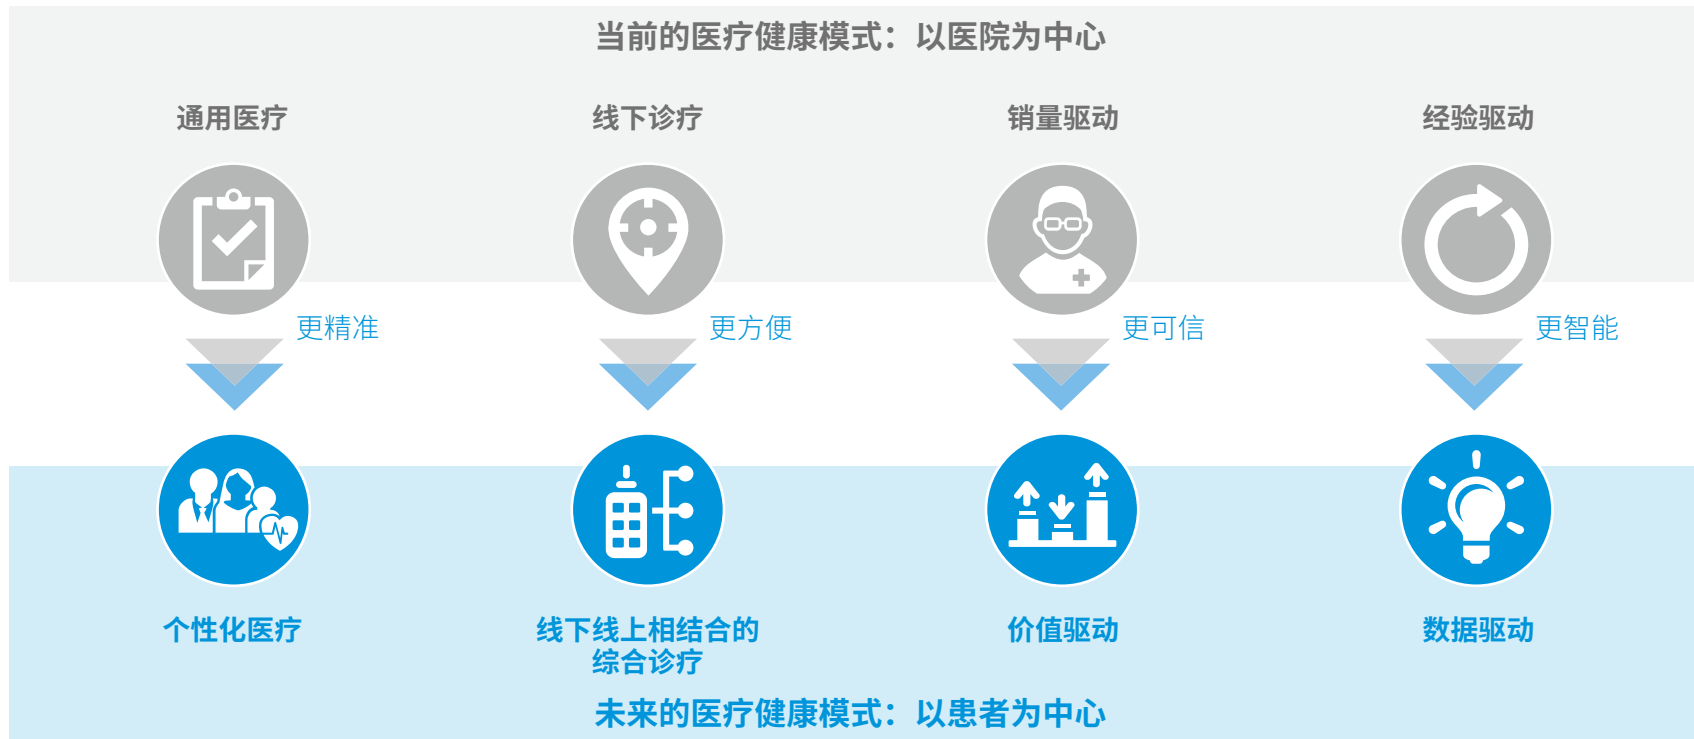 当前的医疗健康模式：以医院为中心
通用医疗
线下诊疗
销量驱动
经验驱动
更精准
更方便
更可信
更智能
个性化医疗
线下线上相结合的
综合诊疗
价值驱动
数据驱动
未来的医疗健康模式：以患者为中心